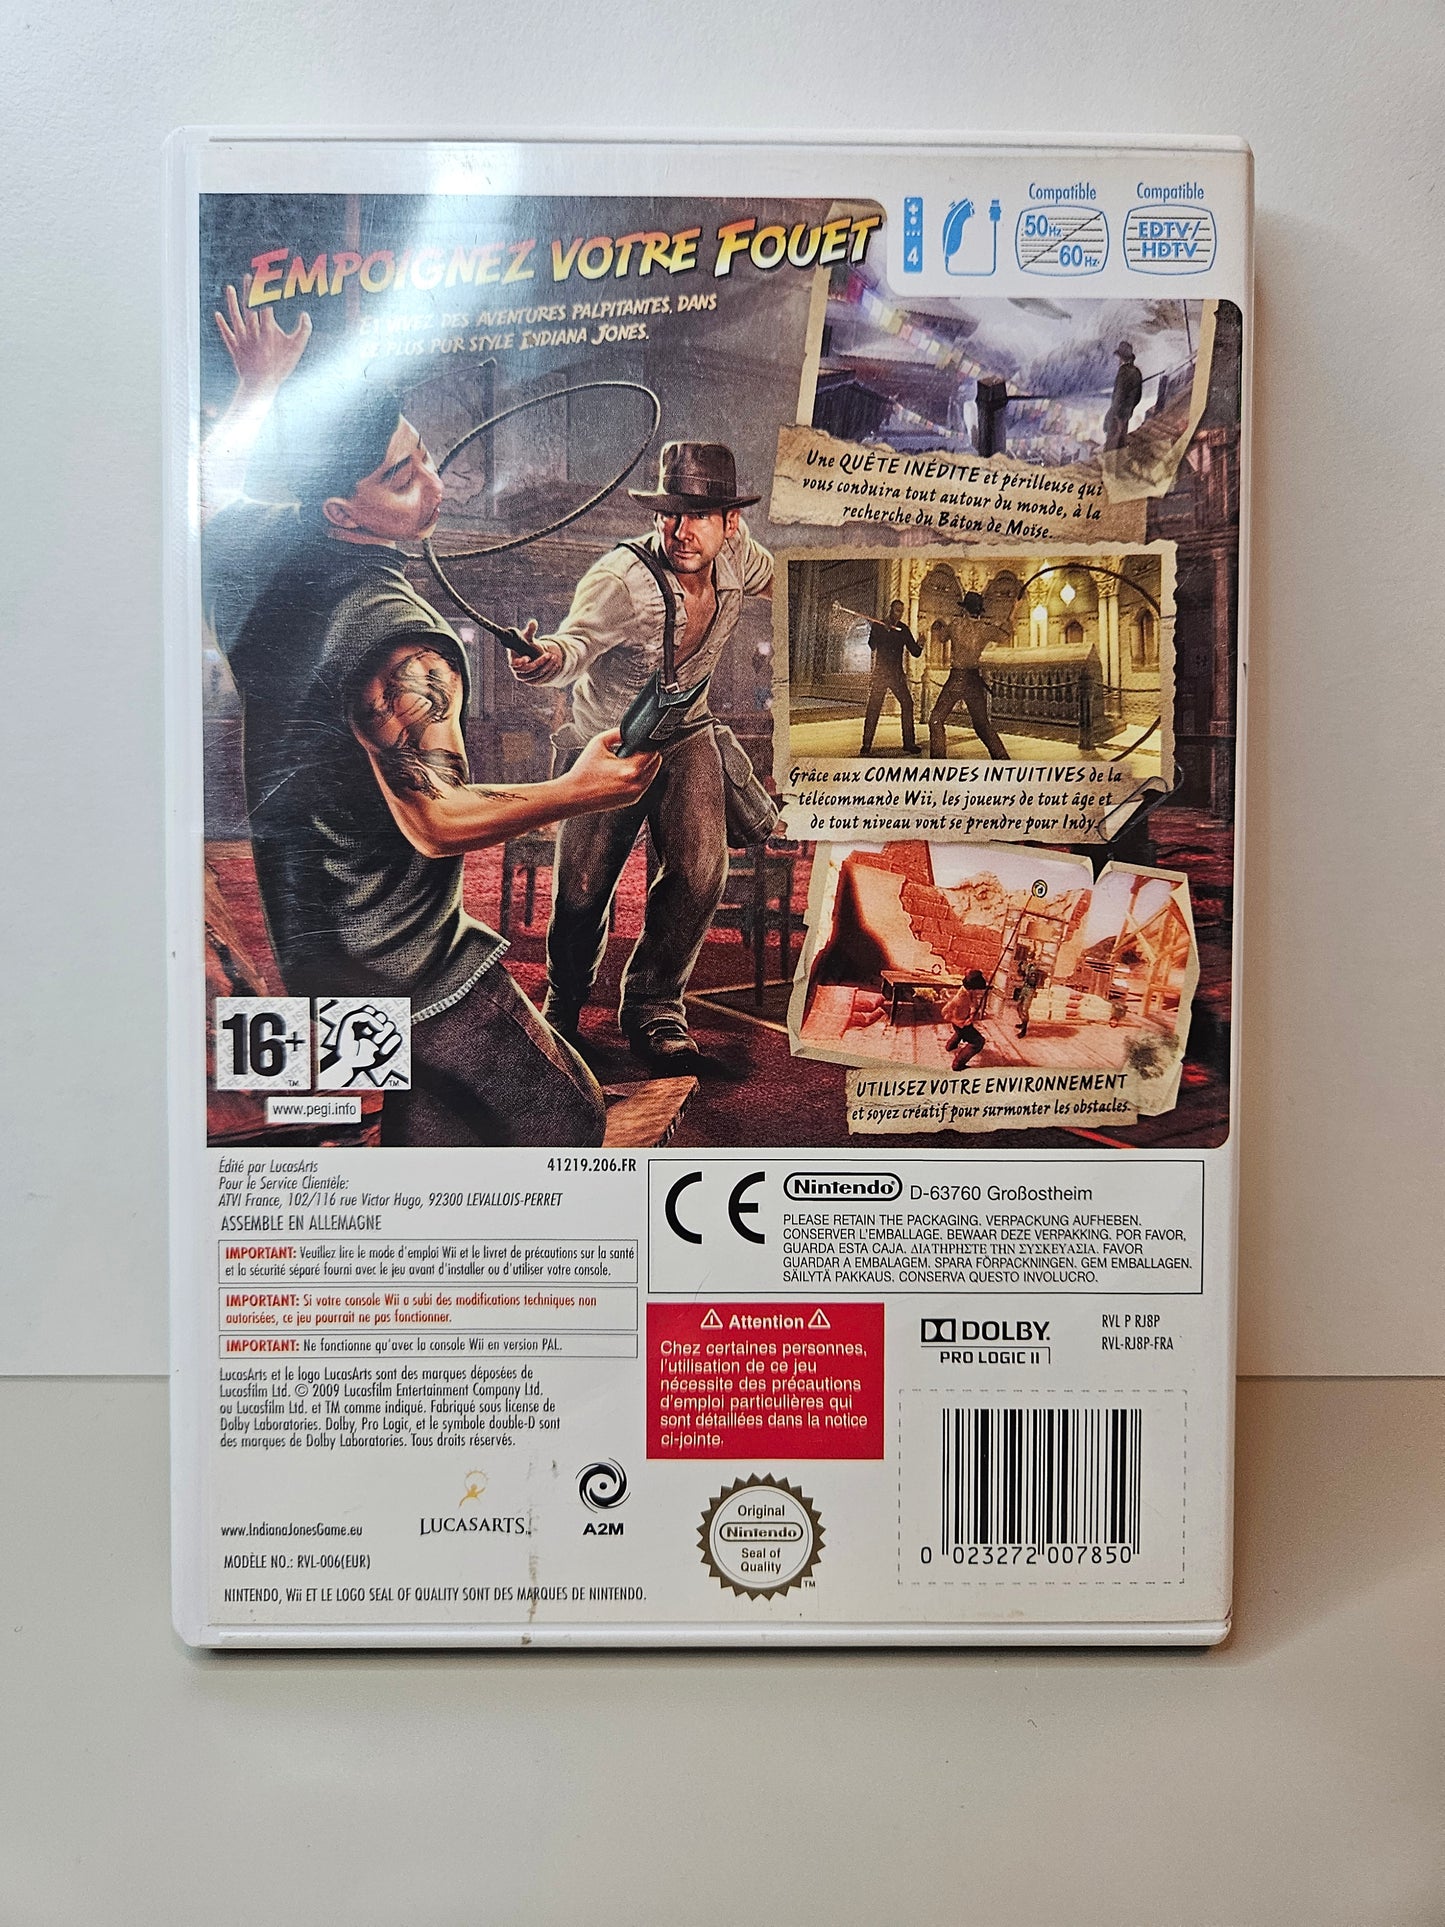 EMPOIGNEZ VOTRE FOUET
ET VIVEZ DES AVENTURES PALPITANTES, DANS
LE PLUS PUR STYLE INDIANA JONES.
4
Compatible
50Hz
60Hz
Compatible
EDTV/
HDTV
Une QUÊTE INÉDITE et périlleuse qui
vous conduira tout autour du monde, à la
recherche du Bâton de Moïse.
Grâce aux COMMANDES INTUITIVES de la
télécommande Wii, les joueurs de tout âge et
de tout niveau vont se prendre pour Indy.
UTILISEZ VOTRE ENVIRONNEMENT
et soyez créatif pour surmonter les obstacles.
16+
TM
TM
www.pegi.info
Édité par LucasArts
41219.206.FR
Pour le Service Clientèle:
ATVI France, 102/116 rue Victor Hugo, 92300 LEVALLOIS-PERRET
ASSEMBLE EN ALLEMAGNE
IMPORTANT: Veuillez lire le mode d'emploi Wii et le livret de précautions sur la santé
et la sécurité séparé fourni avec le jeu avant d'installer ou d'utiliser votre console.
IMPORTANT: Si votre console Wii a subi des modifications techniques non
autorisées, ce jeu pourrait ne pas fonctionner.
IMPORTANT: Ne fonctionne qu'avec la console Wii en version PAL.
LucasArts et le logo LucasArts sont des marques déposées de
Lucasfilm Ltd. © 2009 Lucasfilm Entertainment Company Ltd.
ou Lucasfilm Ltd. et TM comme indiqué. Fabriqué sous license de
Dolby Laboratories. Dolby, Pro Logic, et le symbole double-D sont
des marques de Dolby Laboratories. Tous droits réservés.
www.IndianaJonesGame.eu
LUCASARTS
A2M
MODÈLE NO.: RVL-006(EUR)
NINTENDO, Wii ET LE LOGO SEAL OF QUALITY SONT DES MARQUES DE NINTENDO.
CE
Nintendo® D-63760 Großostheim
PLEASE RETAIN THE PACKAGING. VERPACKUNG AUFHEBEN.
CONSERVER L'EMBALLAGE. BEWAAR DEZE VERPAKKING. POR FAVOR,
GUARDA ESTA CAJA. ΔΙΑΤΗΡΗΣΤΕ ΤΗΝ ΣΥΣΚΕΥΑΣΙΑ. FAVOR
GUARDAR A EMBALAGEM. SPARA FÖRPACKNINGEN. GEM EMBALLAGEN.
SÄILYTÄ PAKKAUS. CONSERVA QUESTO INVOLUCRO.
Attention
Chez certaines personnes,
l'utilisation de ce jeu
nécessite des précautions
d'emploi particulières qui
sont détaillées dans la notice
ci-jointe.
DOLBY.
PRO LOGIC II
RVL P RJ8P
RVL-RJ8P-FRA
Original
Nintendo
Seal of
Quality
TM
0 023272 007850